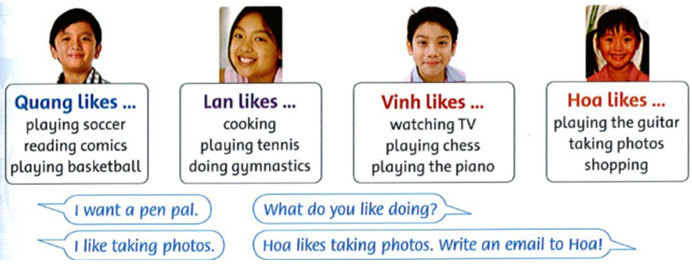 Quang likes ...
playing soccer
reading comics
playing basketball
Lan likes ...
cooking
playing tennis
doing gymnastics
Vinh likes ...
watching TV
playing chess
playing the piano
Hoa likes ...
playing the guitar
taking photos
shopping
I want a pen pal.
What do you like doing?
I like taking photos.
Hoa likes taking photos. Write an email to Hoa!